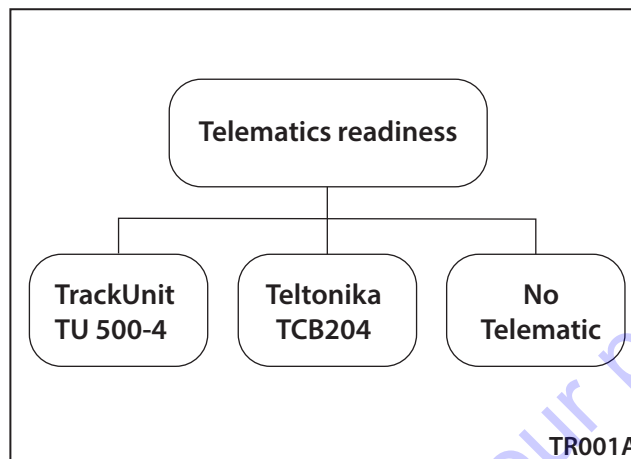 Telematics readiness
TrackUnit
TU 500-4
Teltonika
TCB204
No
Telematic
TR001A